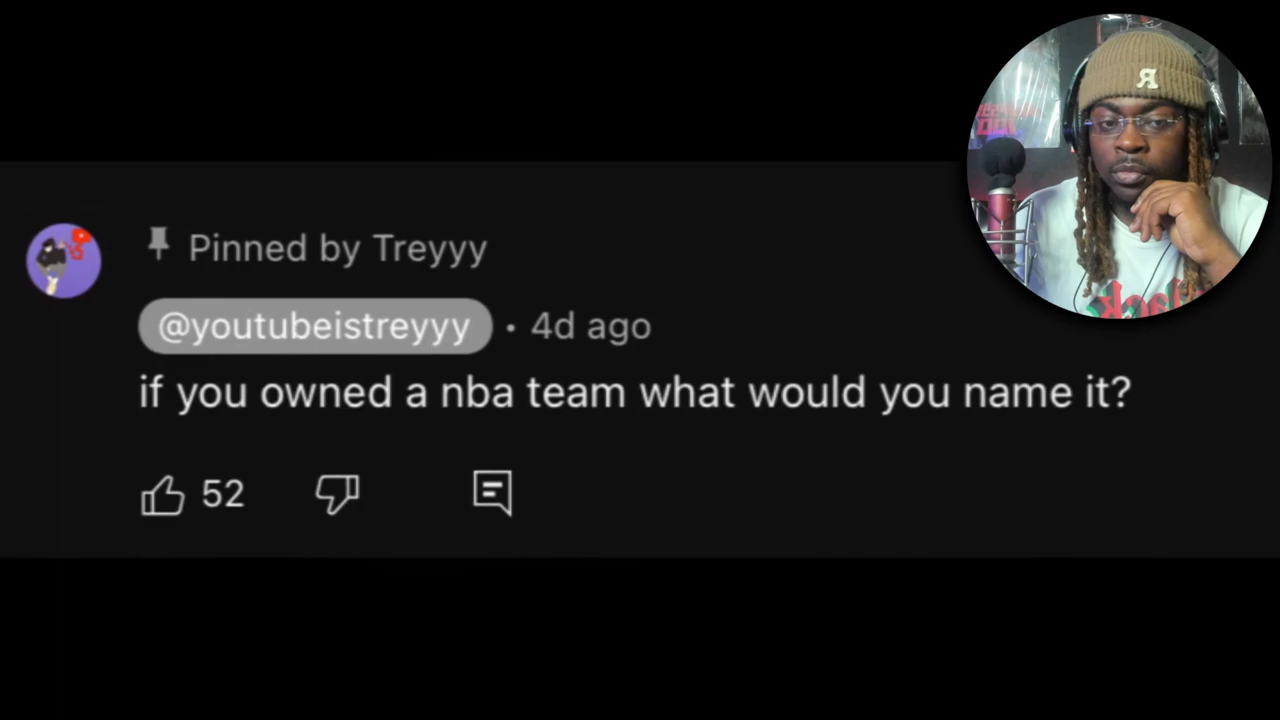 Pinned by Treyyy
@youtubeistreyyy • 4d ago
if you owned a nba team what would you name it?
52